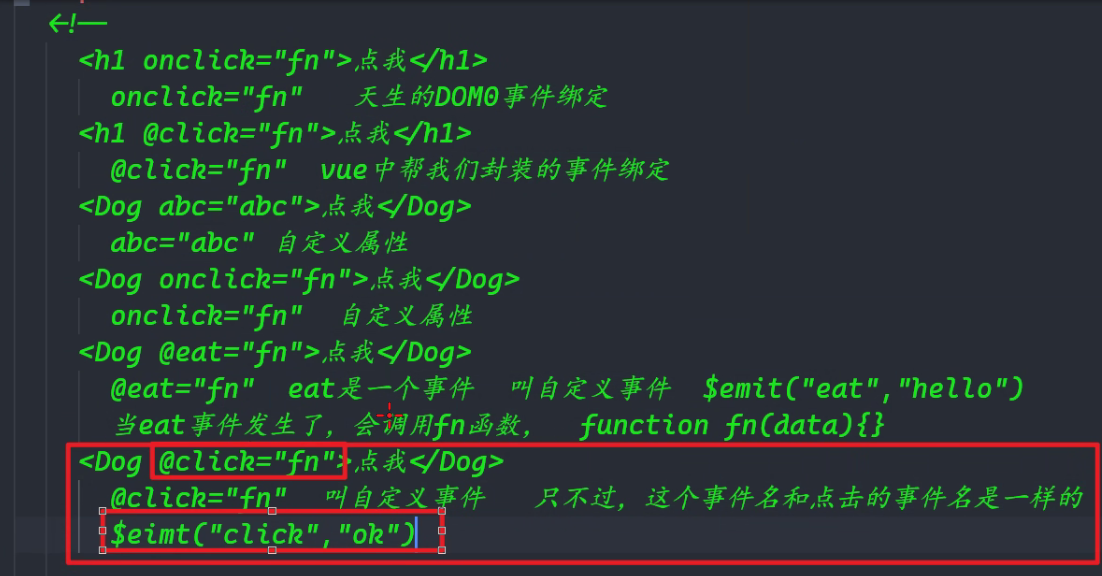 <!--
<h1 onclick="fn">点我</h1>
onclick="fn" 天生的DOM0事件绑定
<h1 @click="fn">点我</h1>
@click="fn" vue中帮我们封装的事件绑定
<Dog abc="abc">点我</Dog>
abc="abc" 自定义属性
<Dog onclick="fn">点我</Dog>
onclick="fn" 自定义属性
<Dog @eat="fn">点我</Dog>
@eat="fn" eat是一个事件 叫自定义事件 $emit("eat","hello")
当eat事件发生了，会调用fn函数， function fn(data){}
<Dog @click="fn">点我</Dog>
@click="fn" 叫自定义事件 只不过，这个事件名和点击的事件名是一样的
$eimt("click","ok")